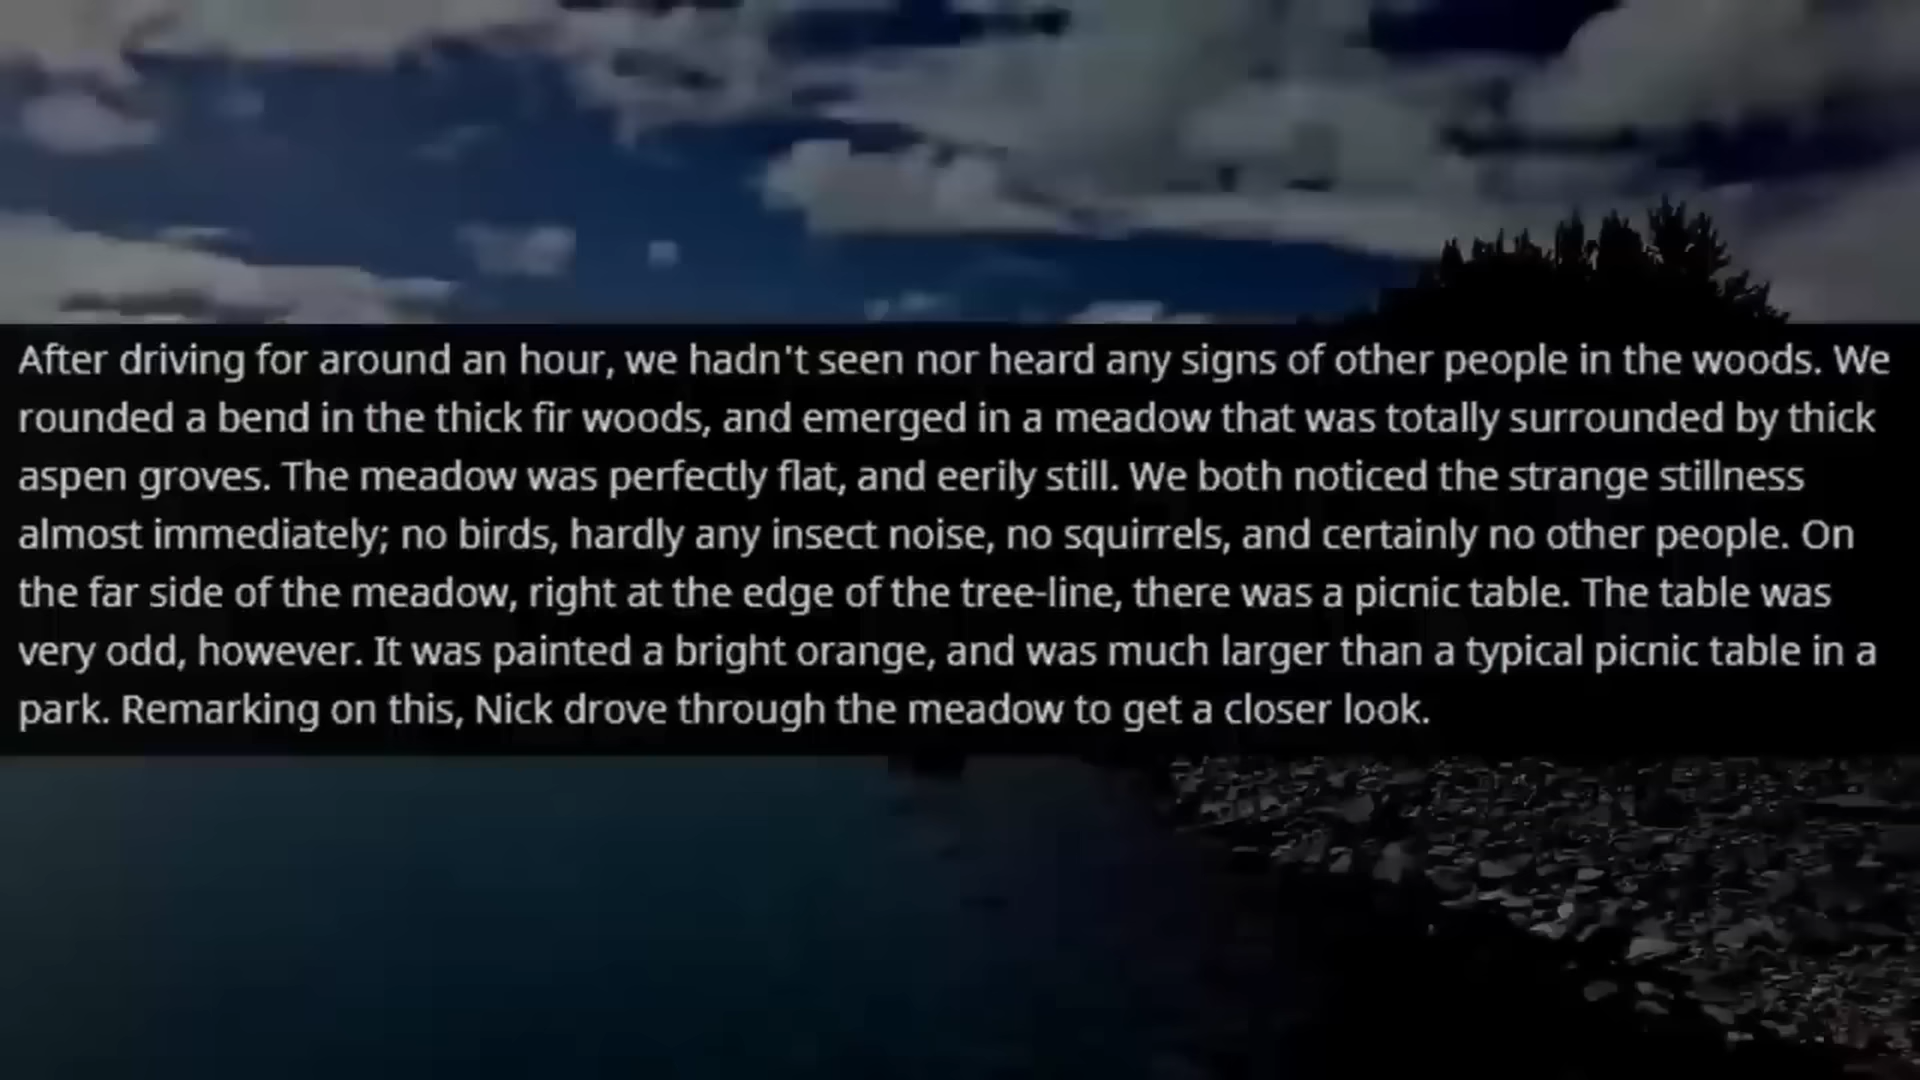 After driving for around an hour, we hadn't seen nor heard any signs of other people in the woods. We
rounded a bend in the thick fir woods, and emerged in a meadow that was totally surrounded by thick
aspen groves. The meadow was perfectly flat, and eerily still. We both noticed the strange stillness
almost immediately; no birds, hardly any insect noise, no squirrels, and certainly no other people. On
the far side of the meadow, right at the edge of the tree-line, there was a picnic table. The table was
very odd, however. It was painted a bright orange, and was much larger than a typical picnic table in a
park. Remarking on this, Nick drove through the meadow to get a closer look.